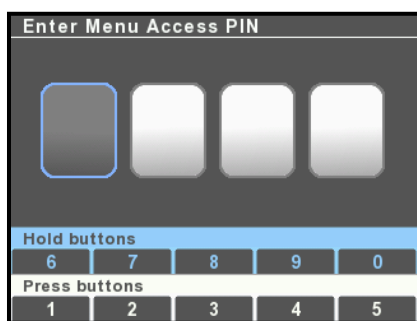 Enter Menu Access PIN
Hold buttons
6 7 8 9 0
Press buttons
1 2 3 4 5